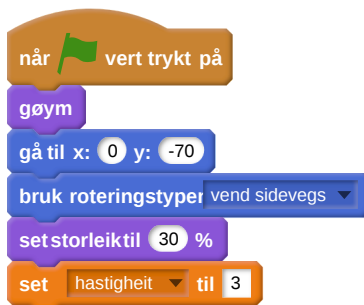 når vert trykt på
gøym
gå til x: 0 y: -70
bruk roteringstypen vend sidevegs
set storleik til 30 %
set hastigheit til 3